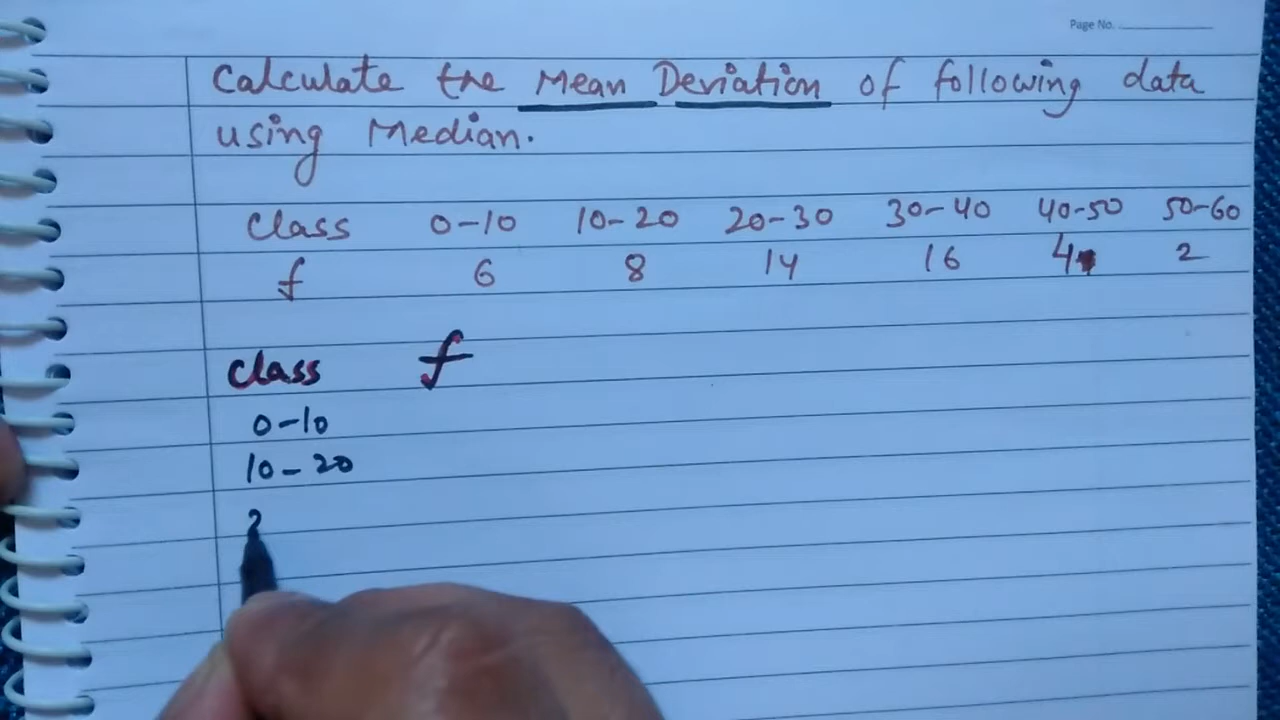 Page No.
Calculate the Mean Deviation of following data
using Median.
Class 0-10 10-20 20-30 30-40 40-50 50-60
f 6 8 14 16 4 2
Class f
0-10
10-20
2